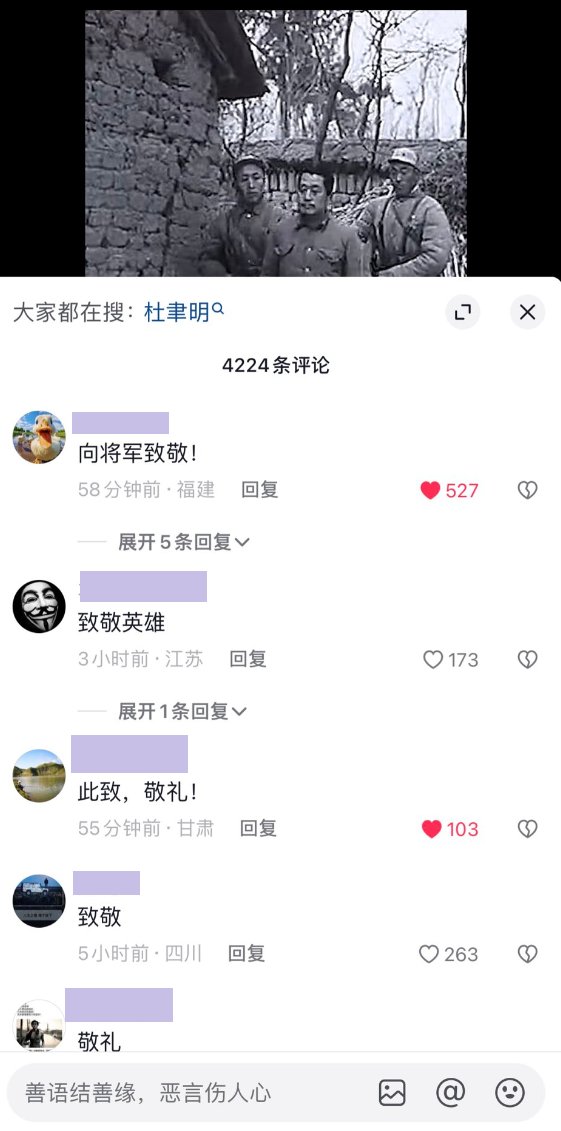 大家都在搜：杜聿明
4224条评论
向将军致敬！
58分钟前·福建 回复 527
展开5条回复
致敬英雄
3小时前·江苏 回复 173
展开1条回复
此致，敬礼！
55分钟前·甘肃 回复 103
致敬
5小时前·四川 回复 263
敬礼
善语结善缘，恶言伤人心